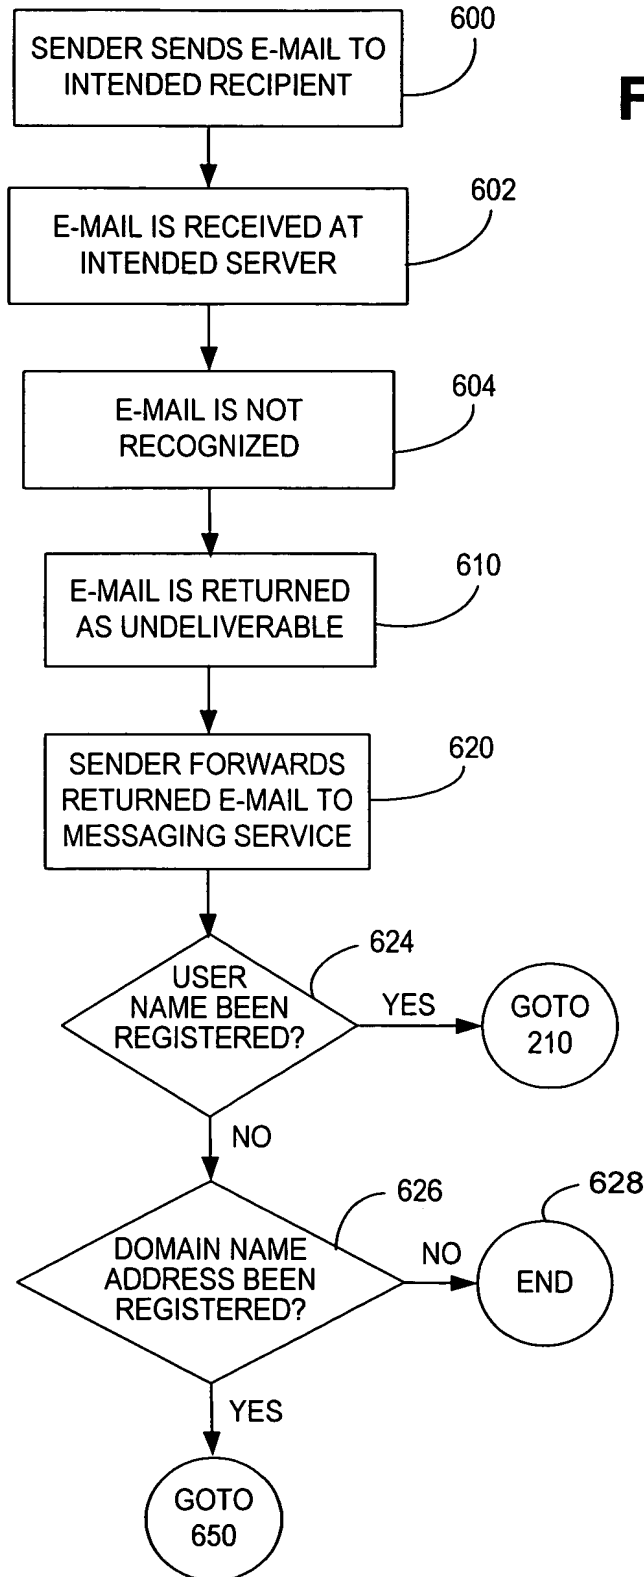 SENDER SENDS E-MAIL TO
INTENDED RECIPIENT
600
F
E-MAIL IS RECEIVED AT
INTENDED SERVER
602
E-MAIL IS NOT
RECOGNIZED
604
E-MAIL IS RETURNED
AS UNDELIVERABLE
610
SENDER FORWARDS
RETURNED E-MAIL TO
MESSAGING SERVICE
620
USER
NAME BEEN
REGISTERED?
624
YES
GOTO
210
NO
DOMAIN NAME
ADDRESS BEEN
REGISTERED?
626
NO
END
628
YES
GOTO
650